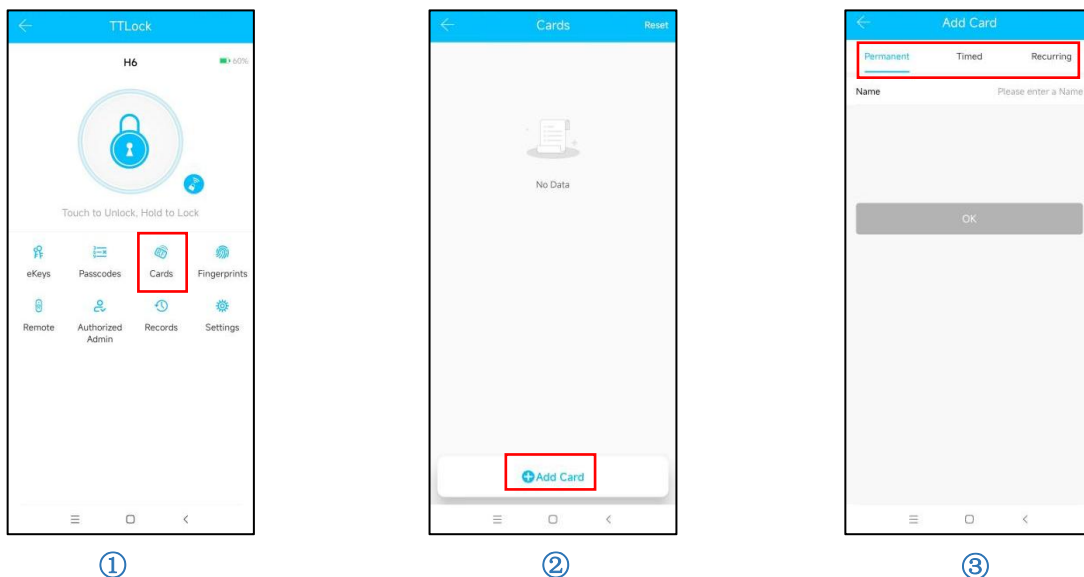 TTLock
H6
60%
Touch to Unlock, Hold to Lock
eKeys Passcodes Cards Fingerprints
Remote Authorized Admin Records Settings
①
Cards Reset
No Data
Add Card
②
Add Card
Permanent Timed Recurring
Name Please enter a Name
OK
③